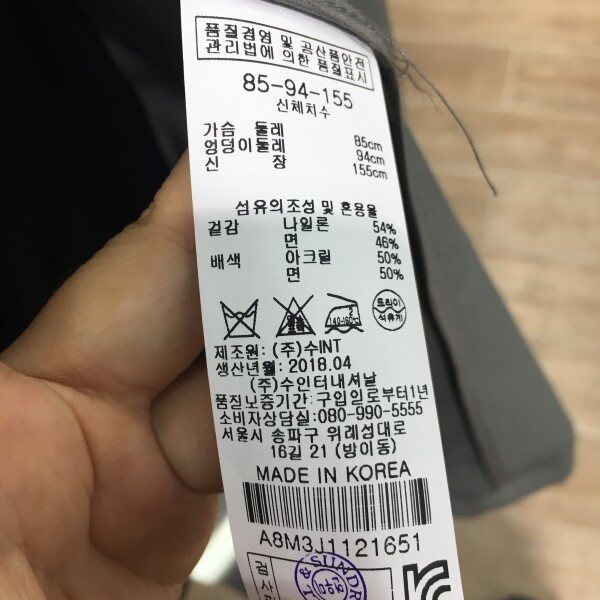 품질경영 및 공산품안전
관리법에 의한 품질표시
85-94-155
신체치수
가슴 둘레 85cm
엉덩이둘레 94cm
신 장 155cm
섬유의조성 및 혼용율
겉감 나일론 54%
면 46%
배색 아크릴 50%
면 50%
140-160℃
드라이
석유계
제조원: (주)수INT
생산년월: 2018.04
(주)수인터내셔날
품질보증기간: 구입일로부터1년
소비자상담실:080-990-5555
서울시 송파구 위례성대로
16길 21 (방이동)
MADE IN KOREA
A8M3J1121651
검사
& SUNDR